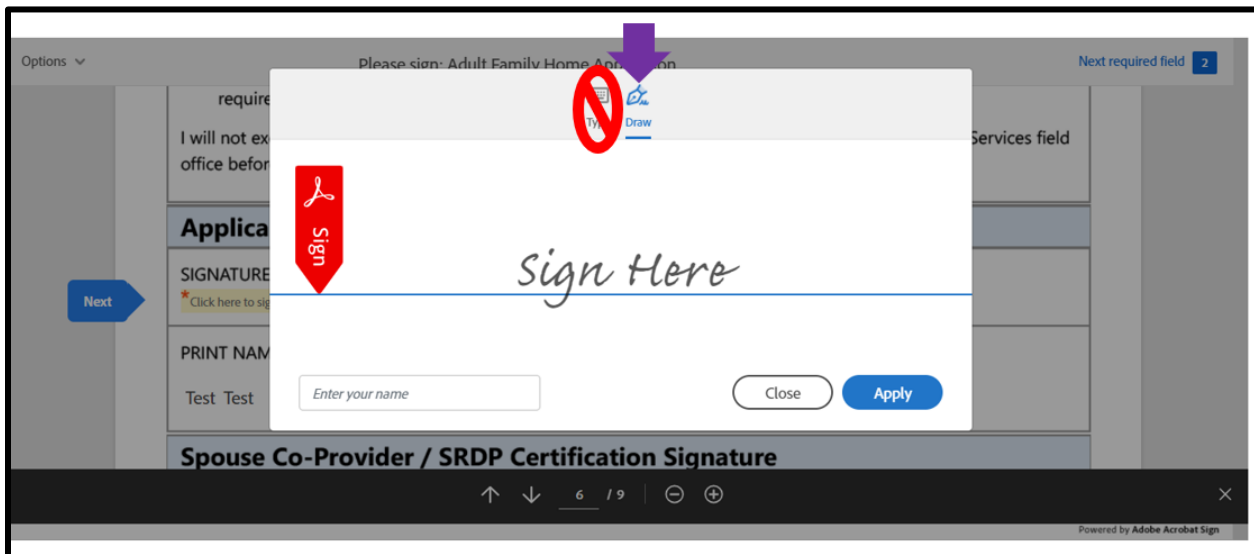 Options
Please sign: Adult Family Home Application
Next required field 2
require
Draw
I will not ex
Services field
office befor
Sign
Applica
Sign Here
SIGNATURE
Next
*Click here to sig
PRINT NAM
Test Test
Enter your name
Close
Apply
Spouse Co-Provider / SRDP Certification Signature
6 / 9
Powered by Adobe Acrobat Sign